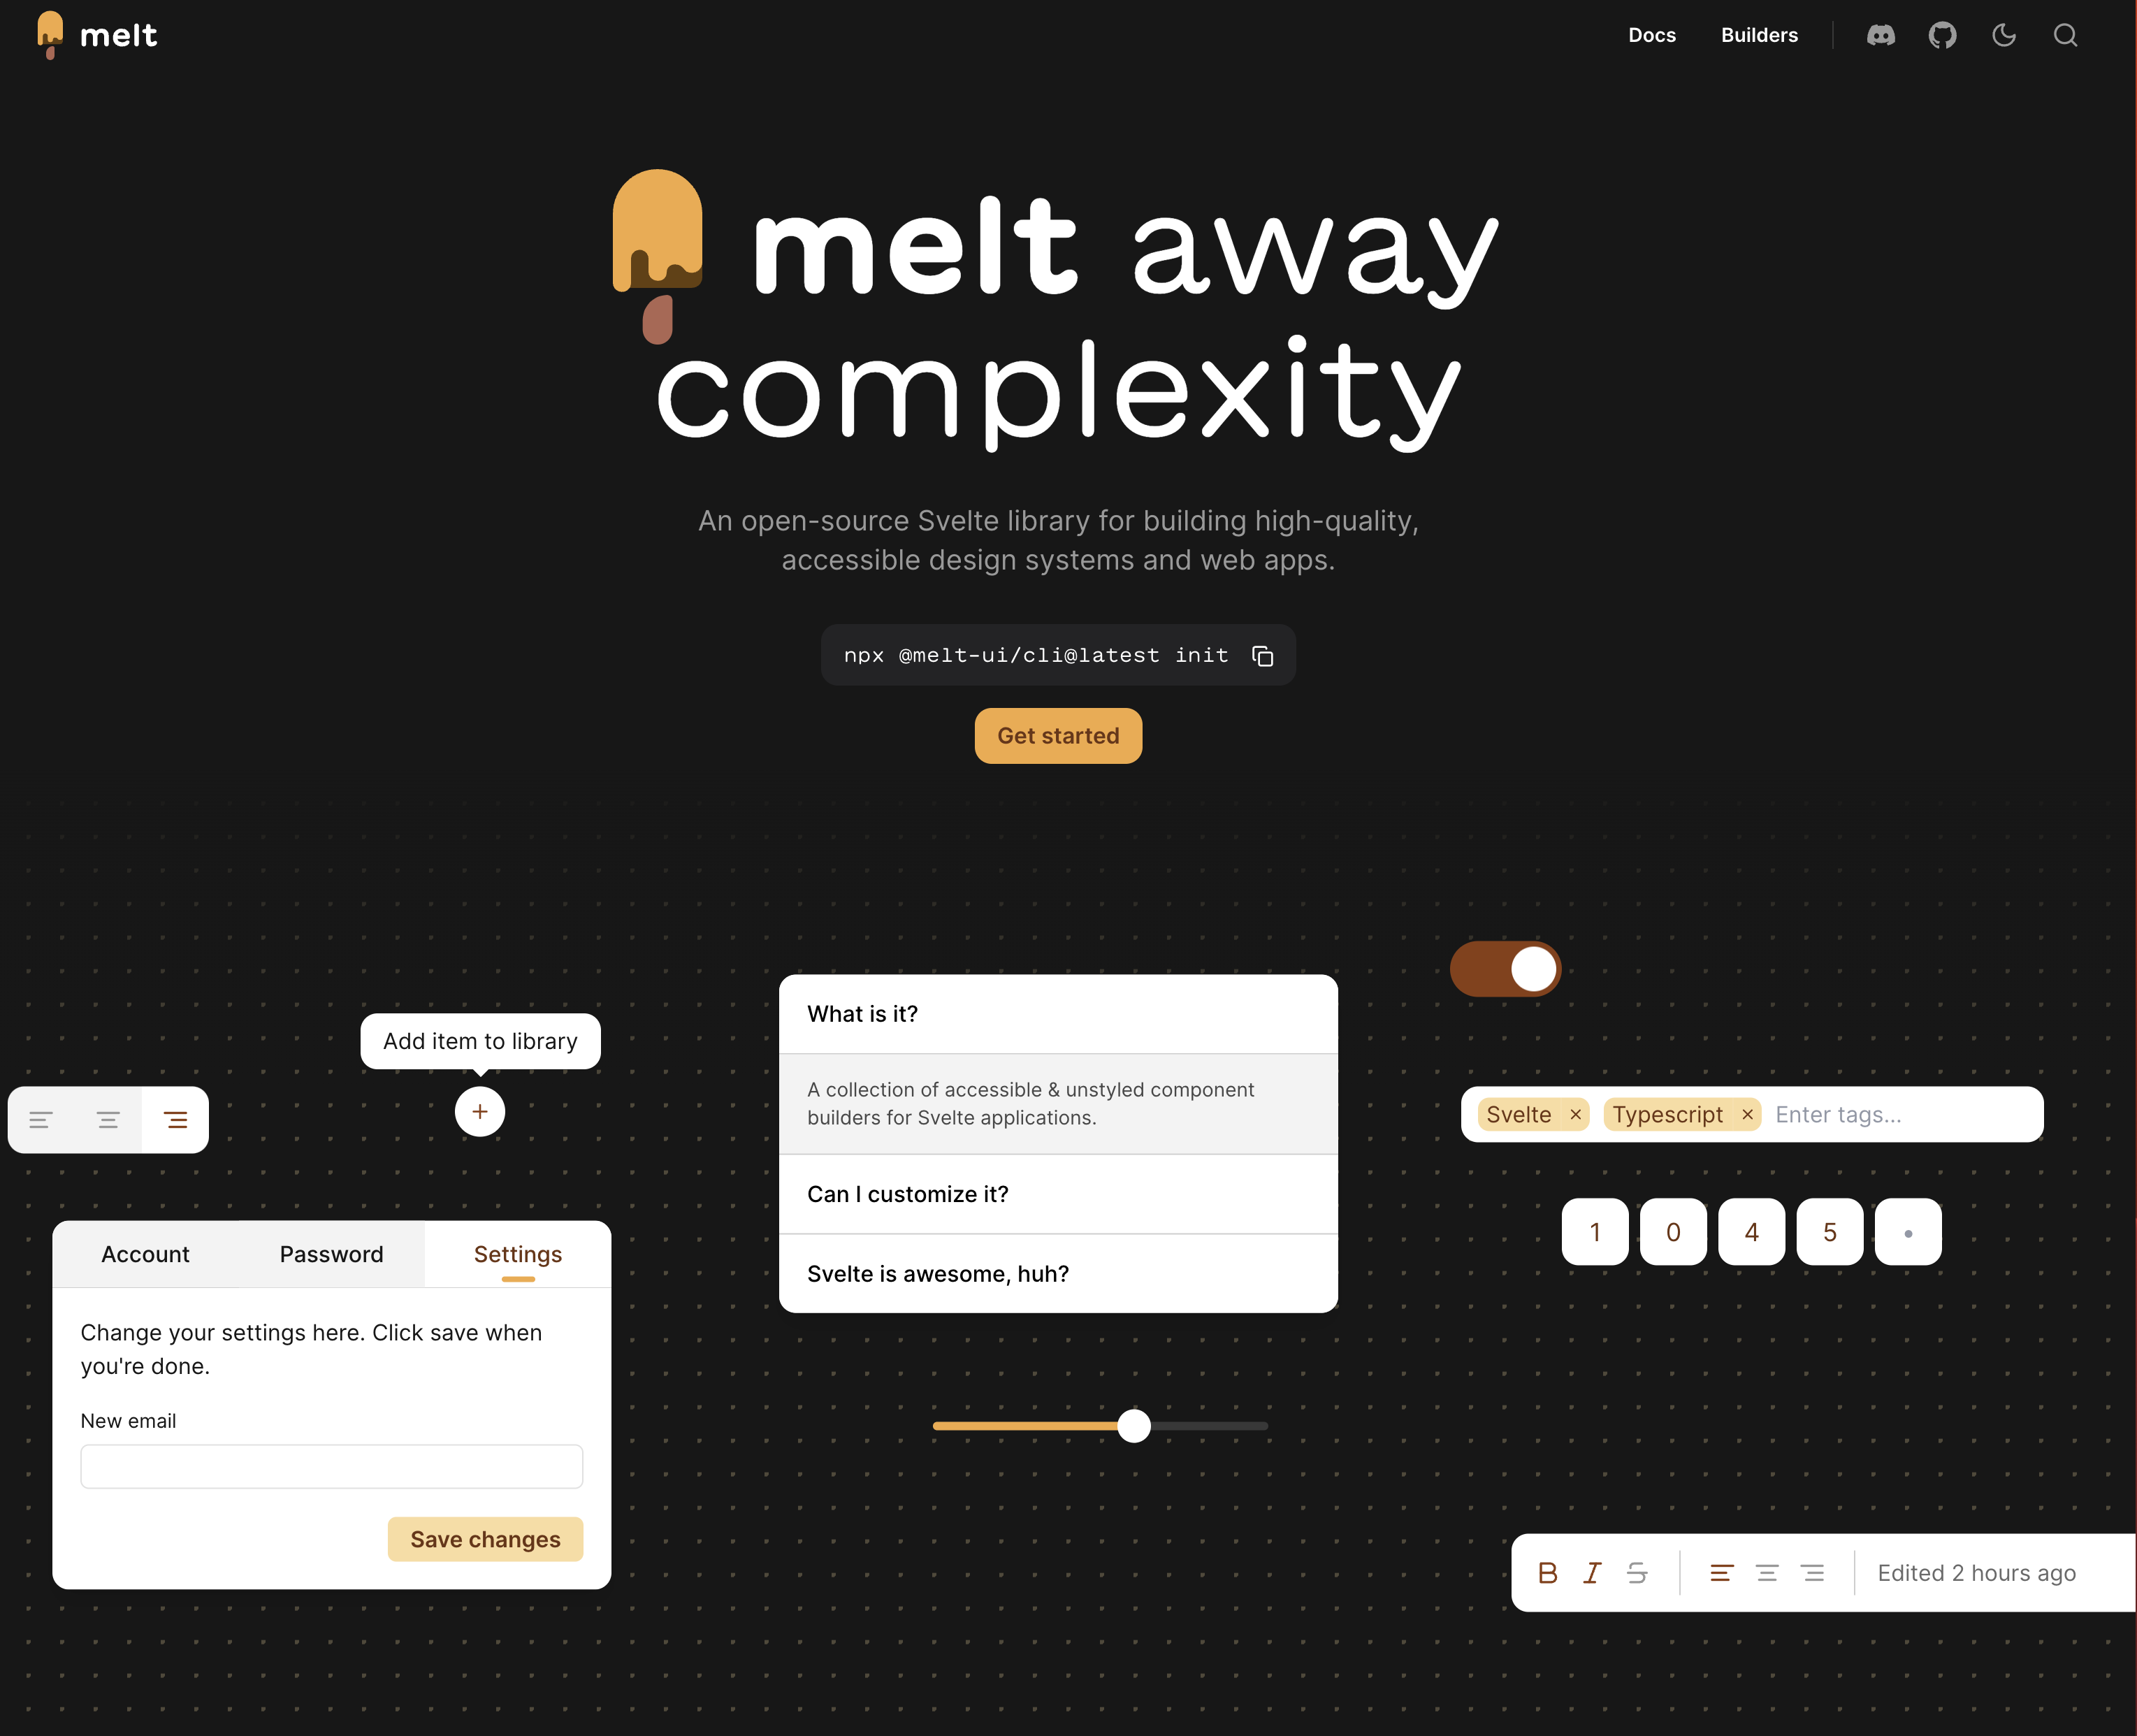 melt
Docs
Builders
melt away
complexity
An open-source Svelte library for building high-quality,
accessible design systems and web apps.
npx @melt-ui/cli@latest init
Get started
Add item to library
Account
Password
Settings
Change your settings here. Click save when
you're done.
New email
Save changes
What is it?
A collection of accessible & unstyled component
builders for Svelte applications.
Can I customize it?
Svelte is awesome, huh?
Svelte × Typescript × Enter tags...
1 0 4 5
B I S
Edited 2 hours ago